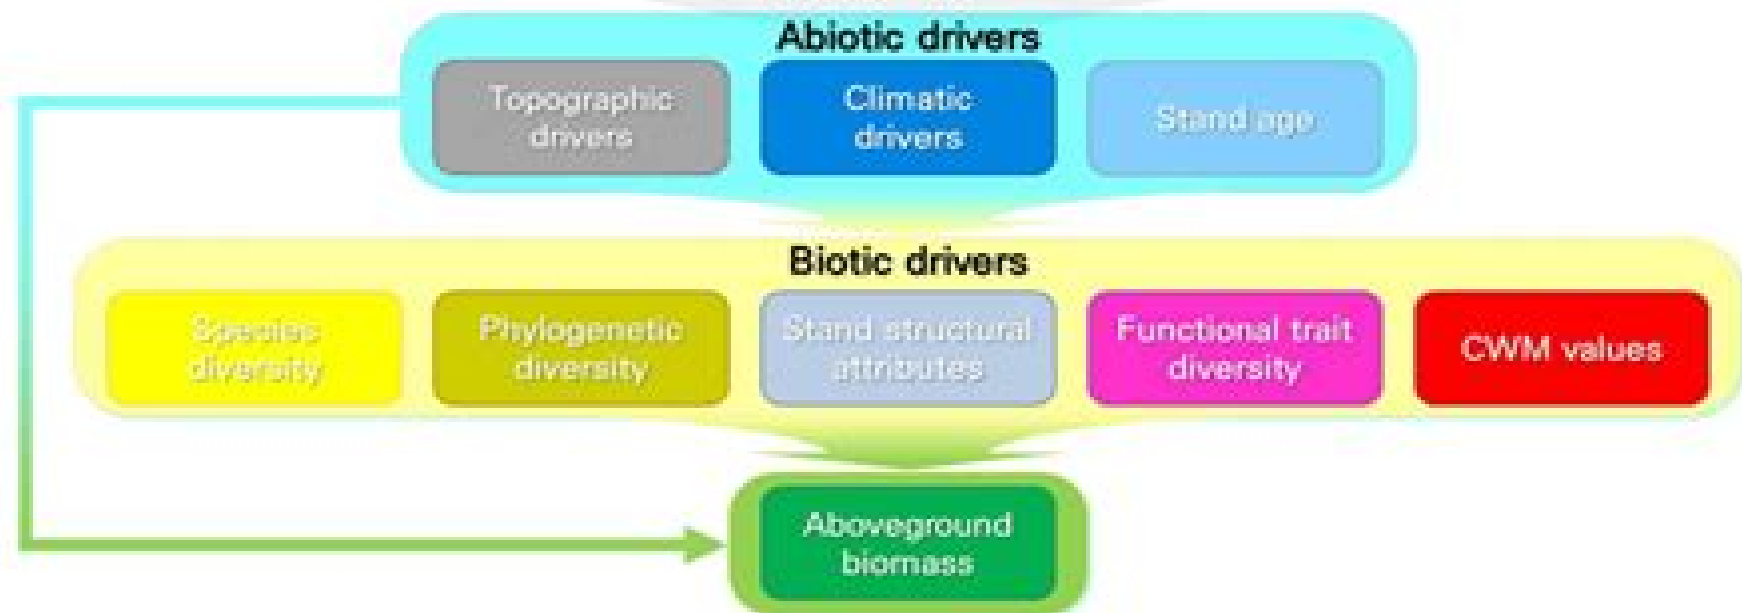 Abiotic drivers
Topographic
drivers
Climatic
drivers
Stand age
Biotic drivers
Species
diversity
Phylogenetic
diversity
Stand structural
attributes
Functional trait
diversity
CWM values
Aboveground
biomass